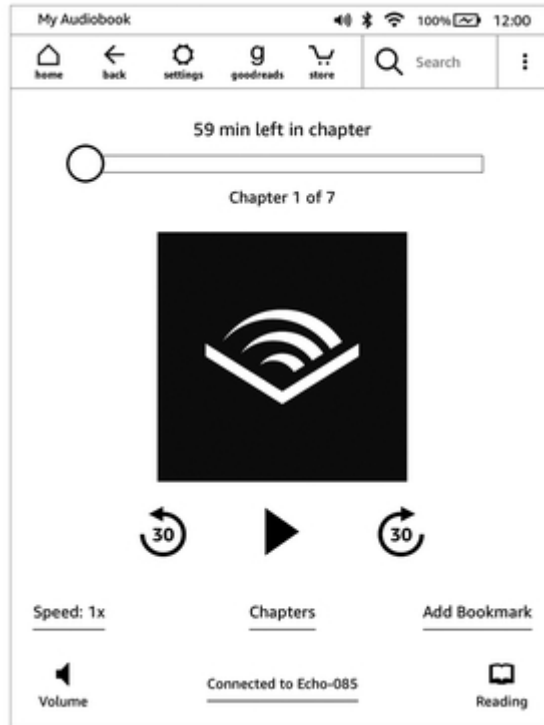 My Audiobook 100% 12:00
home back settings g goodreads store Search
59 min left in chapter
Chapter 1 of 7
30 30
Speed: 1x Chapters Add Bookmark
Volume Connected to Echo-085 Reading